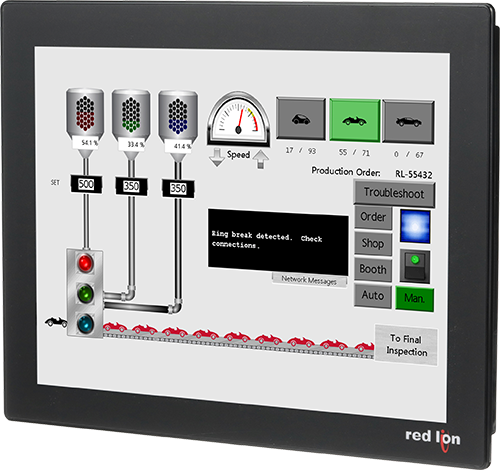 54.1 %
33.4 %
41.4 %
Speed
17 / 93
55 / 71
0 / 67
SET
500
350
350
Production Order: RL-55432
Troubleshoot
Order
Shop
Booth
Auto
Man.
Ring break detected. Check
connections.
Network Messages
To Final
Inspection
red lion